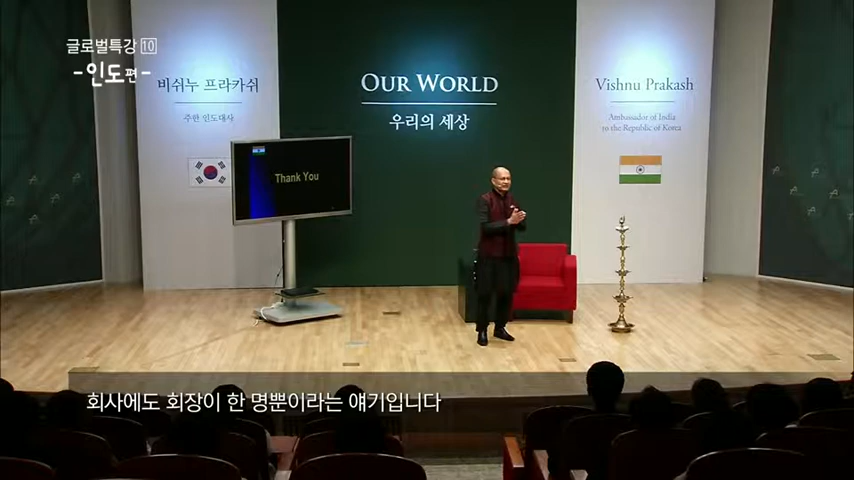 글로벌특강 10
-인도편-
비쉬누 프라카쉬
주한 인도대사
OUR WORLD
우리의 세상
Vishnu Prakash
Ambassador of India
to the Republic of Korea
Thank You
회사에도 회장이 한 명뿐이라는 얘기입니다